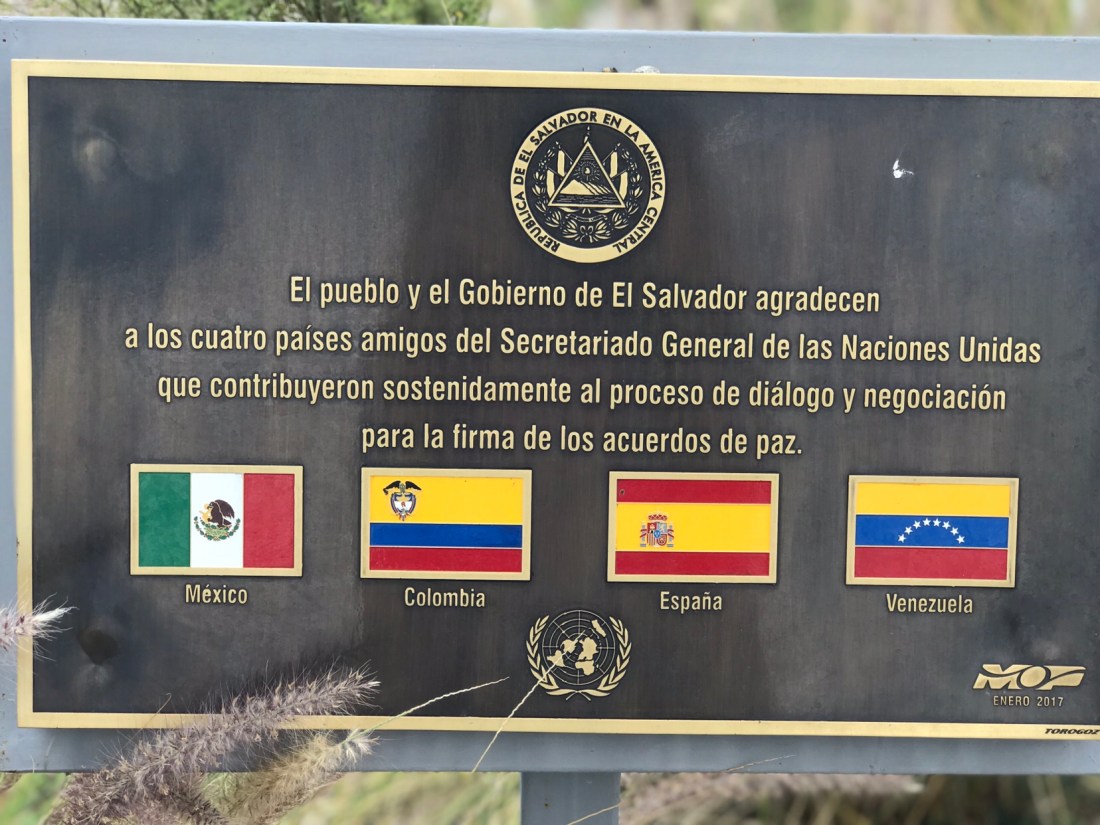 REPUBLICA DE EL SALVADOR EN LA AMERICA CENTRAL
El pueblo y el Gobierno de El Salvador agradecen
a los cuatro países amigos del Secretariado General de las Naciones Unidas
que contribuyeron sostenidamente al proceso de diálogo y negociación
para la firma de los acuerdos de paz.
México
Colombia
España
Venezuela
MOP
ENERO 2017
TOROGOZ